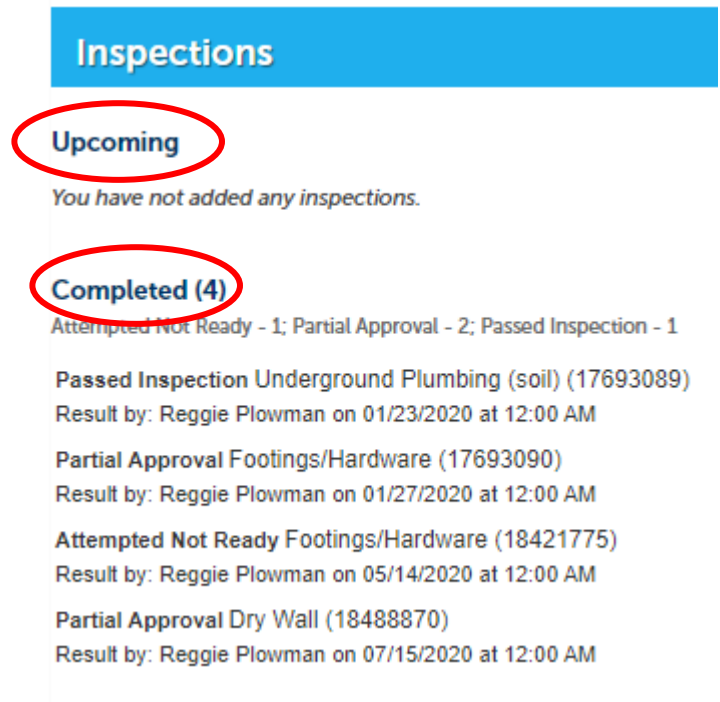 Inspections
Upcoming
You have not added any inspections.
Completed (4)
Attempted Not Ready - 1; Partial Approval - 2; Passed Inspection - 1
Passed Inspection Underground Plumbing (soil) (17693089)
Result by: Reggie Plowman on 01/23/2020 at 12:00 AM
Partial Approval Footings/Hardware (17693090)
Result by: Reggie Plowman on 01/27/2020 at 12:00 AM
Attempted Not Ready Footings/Hardware (18421775)
Result by: Reggie Plowman on 05/14/2020 at 12:00 AM
Partial Approval Dry Wall (18488870)
Result by: Reggie Plowman on 07/15/2020 at 12:00 AM